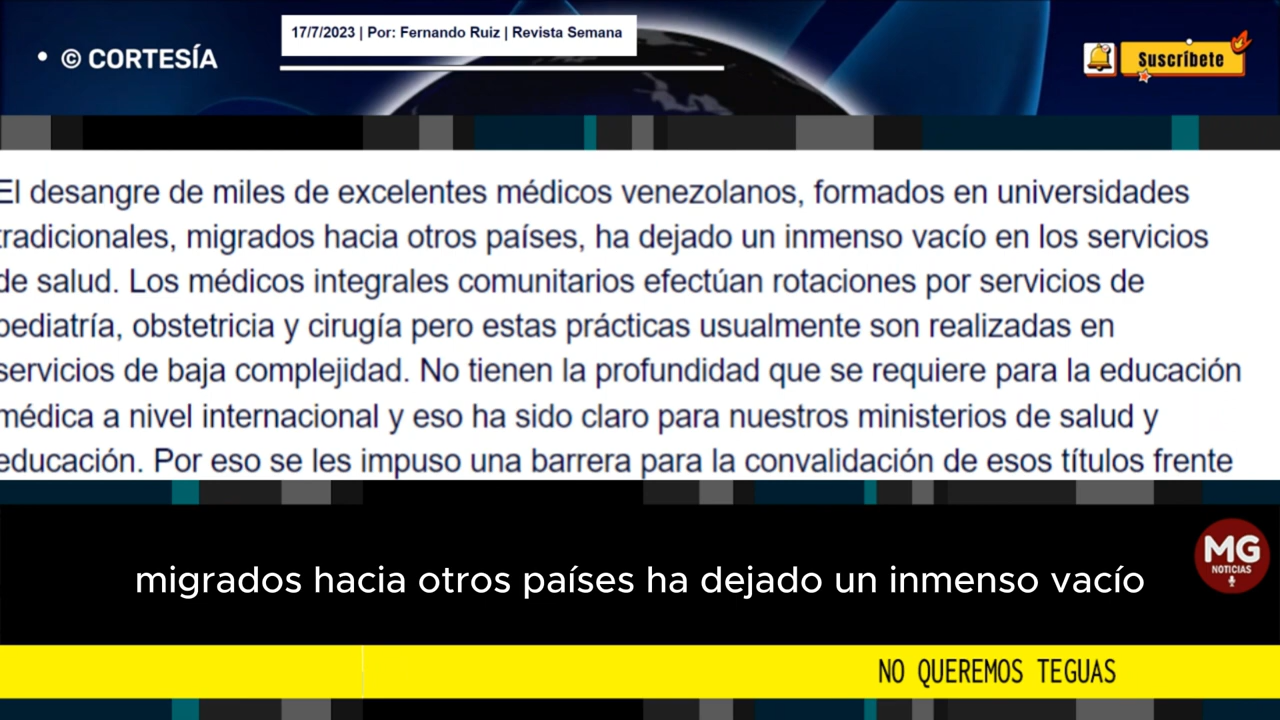 • © CORTESÍA
17/7/2023 | Por: Fernando Ruiz | Revista Semana
Suscríbete
El desangre de miles de excelentes médicos venezolanos, formados en universidades
tradicionales, migrados hacia otros países, ha dejado un inmenso vacío en los servicios
de salud. Los médicos integrales comunitarios efectúan rotaciones por servicios de
pediatría, obstetricia y cirugía pero estas prácticas usualmente son realizadas en
servicios de baja complejidad. No tienen la profundidad que se requiere para la educación
médica a nivel internacional y eso ha sido claro para nuestros ministerios de salud y
educación. Por eso se les impuso una barrera para la convalidación de esos títulos frente
migrados hacia otros países ha dejado un inmenso vacío
MG
NOTICIAS
NO QUEREMOS TEGUAS